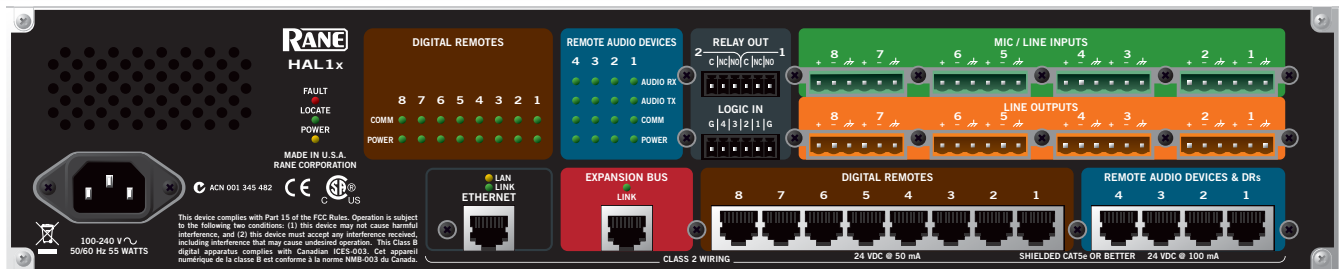 RANE
HAL1x
FAULT
LOCATE
POWER
MADE IN U.S.A.
RANE CORPORATION
ACN 001 345 482
CE
SA ®
C US
100-240 V
50/60 Hz 55 WATTS
This device complies with Part 15 of the FCC Rules. Operation is subject
to the following two conditions: (1) this device may not cause harmful
interference, and (2) this device must accept any interference received,
including interference that may cause undesired operation. This Class B
digital apparatus complies with Canadian ICES-003. Cet appareil
numérique de la classe B est conforme à la norme NMB-003 du Canada.
DIGITAL REMOTES
8 7 6 5 4 3 2 1
COMM
POWER
REMOTE AUDIO DEVICES
4 3 2 1
AUDIO RX
AUDIO TX
COMM
POWER
RELAY OUT
2 1
C NC NO C NC NO
LOGIC IN
G 4 3 2 1 G
MIC / LINE INPUTS
8 7 6 5 4 3 2 1
+ - + - + - + - + - + - + - + -
LINE OUTPUTS
8 7 6 5 4 3 2 1
+ - + - + - + - + - + - + - + -
LAN
LINK
ETHERNET
EXPANSION BUS
LINK
DIGITAL REMOTES
8 7 6 5 4 3 2 1
REMOTE AUDIO DEVICES & DRs
4 3 2 1
CLASS 2 WIRING
24 VDC @ 50 mA
SHIELDED CAT5e OR BETTER
24 VDC @ 100 mA